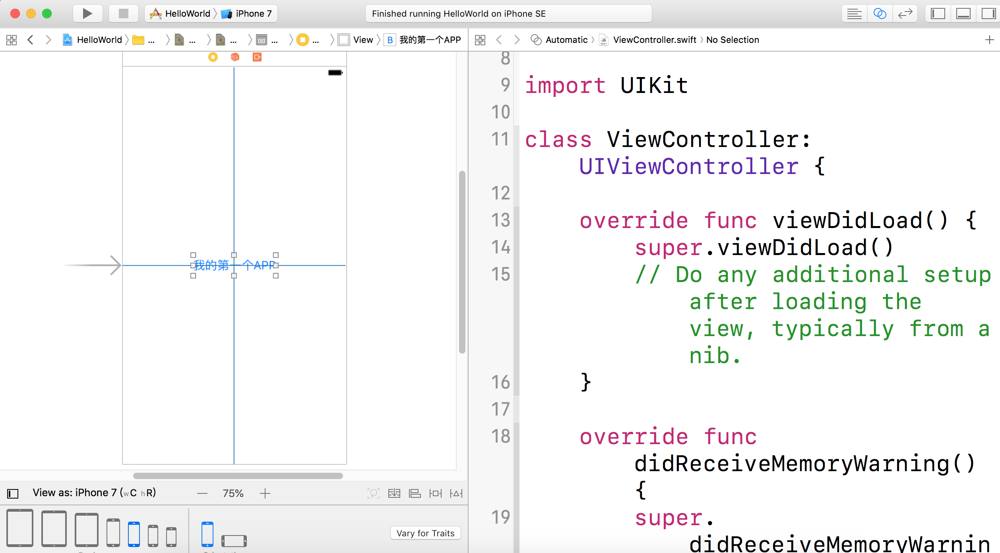 HelloWorld 〉 iPhone 7
Finished running HelloWorld on iPhone SE
HelloWorld 〉 ... 〉 ... 〉 ... 〉 ... 〉 ... 〉 View 〉 B 我的第一个APP
Automatic 〉 ViewController.swift 〉 No Selection
我的第一个APP
8
9 import UIKit
10
11 class ViewController:
UIViewController {
12
13 override func viewDidLoad() {
14 super.viewDidLoad()
15 // Do any additional setup
after loading the
view, typically from a
nib.
16 }
17
18 override func
didReceiveMemoryWarning()
{
19 super.
didReceiveMemoryWarnin
View as: iPhone 7 (wC hR)
75%
Vary for Traits